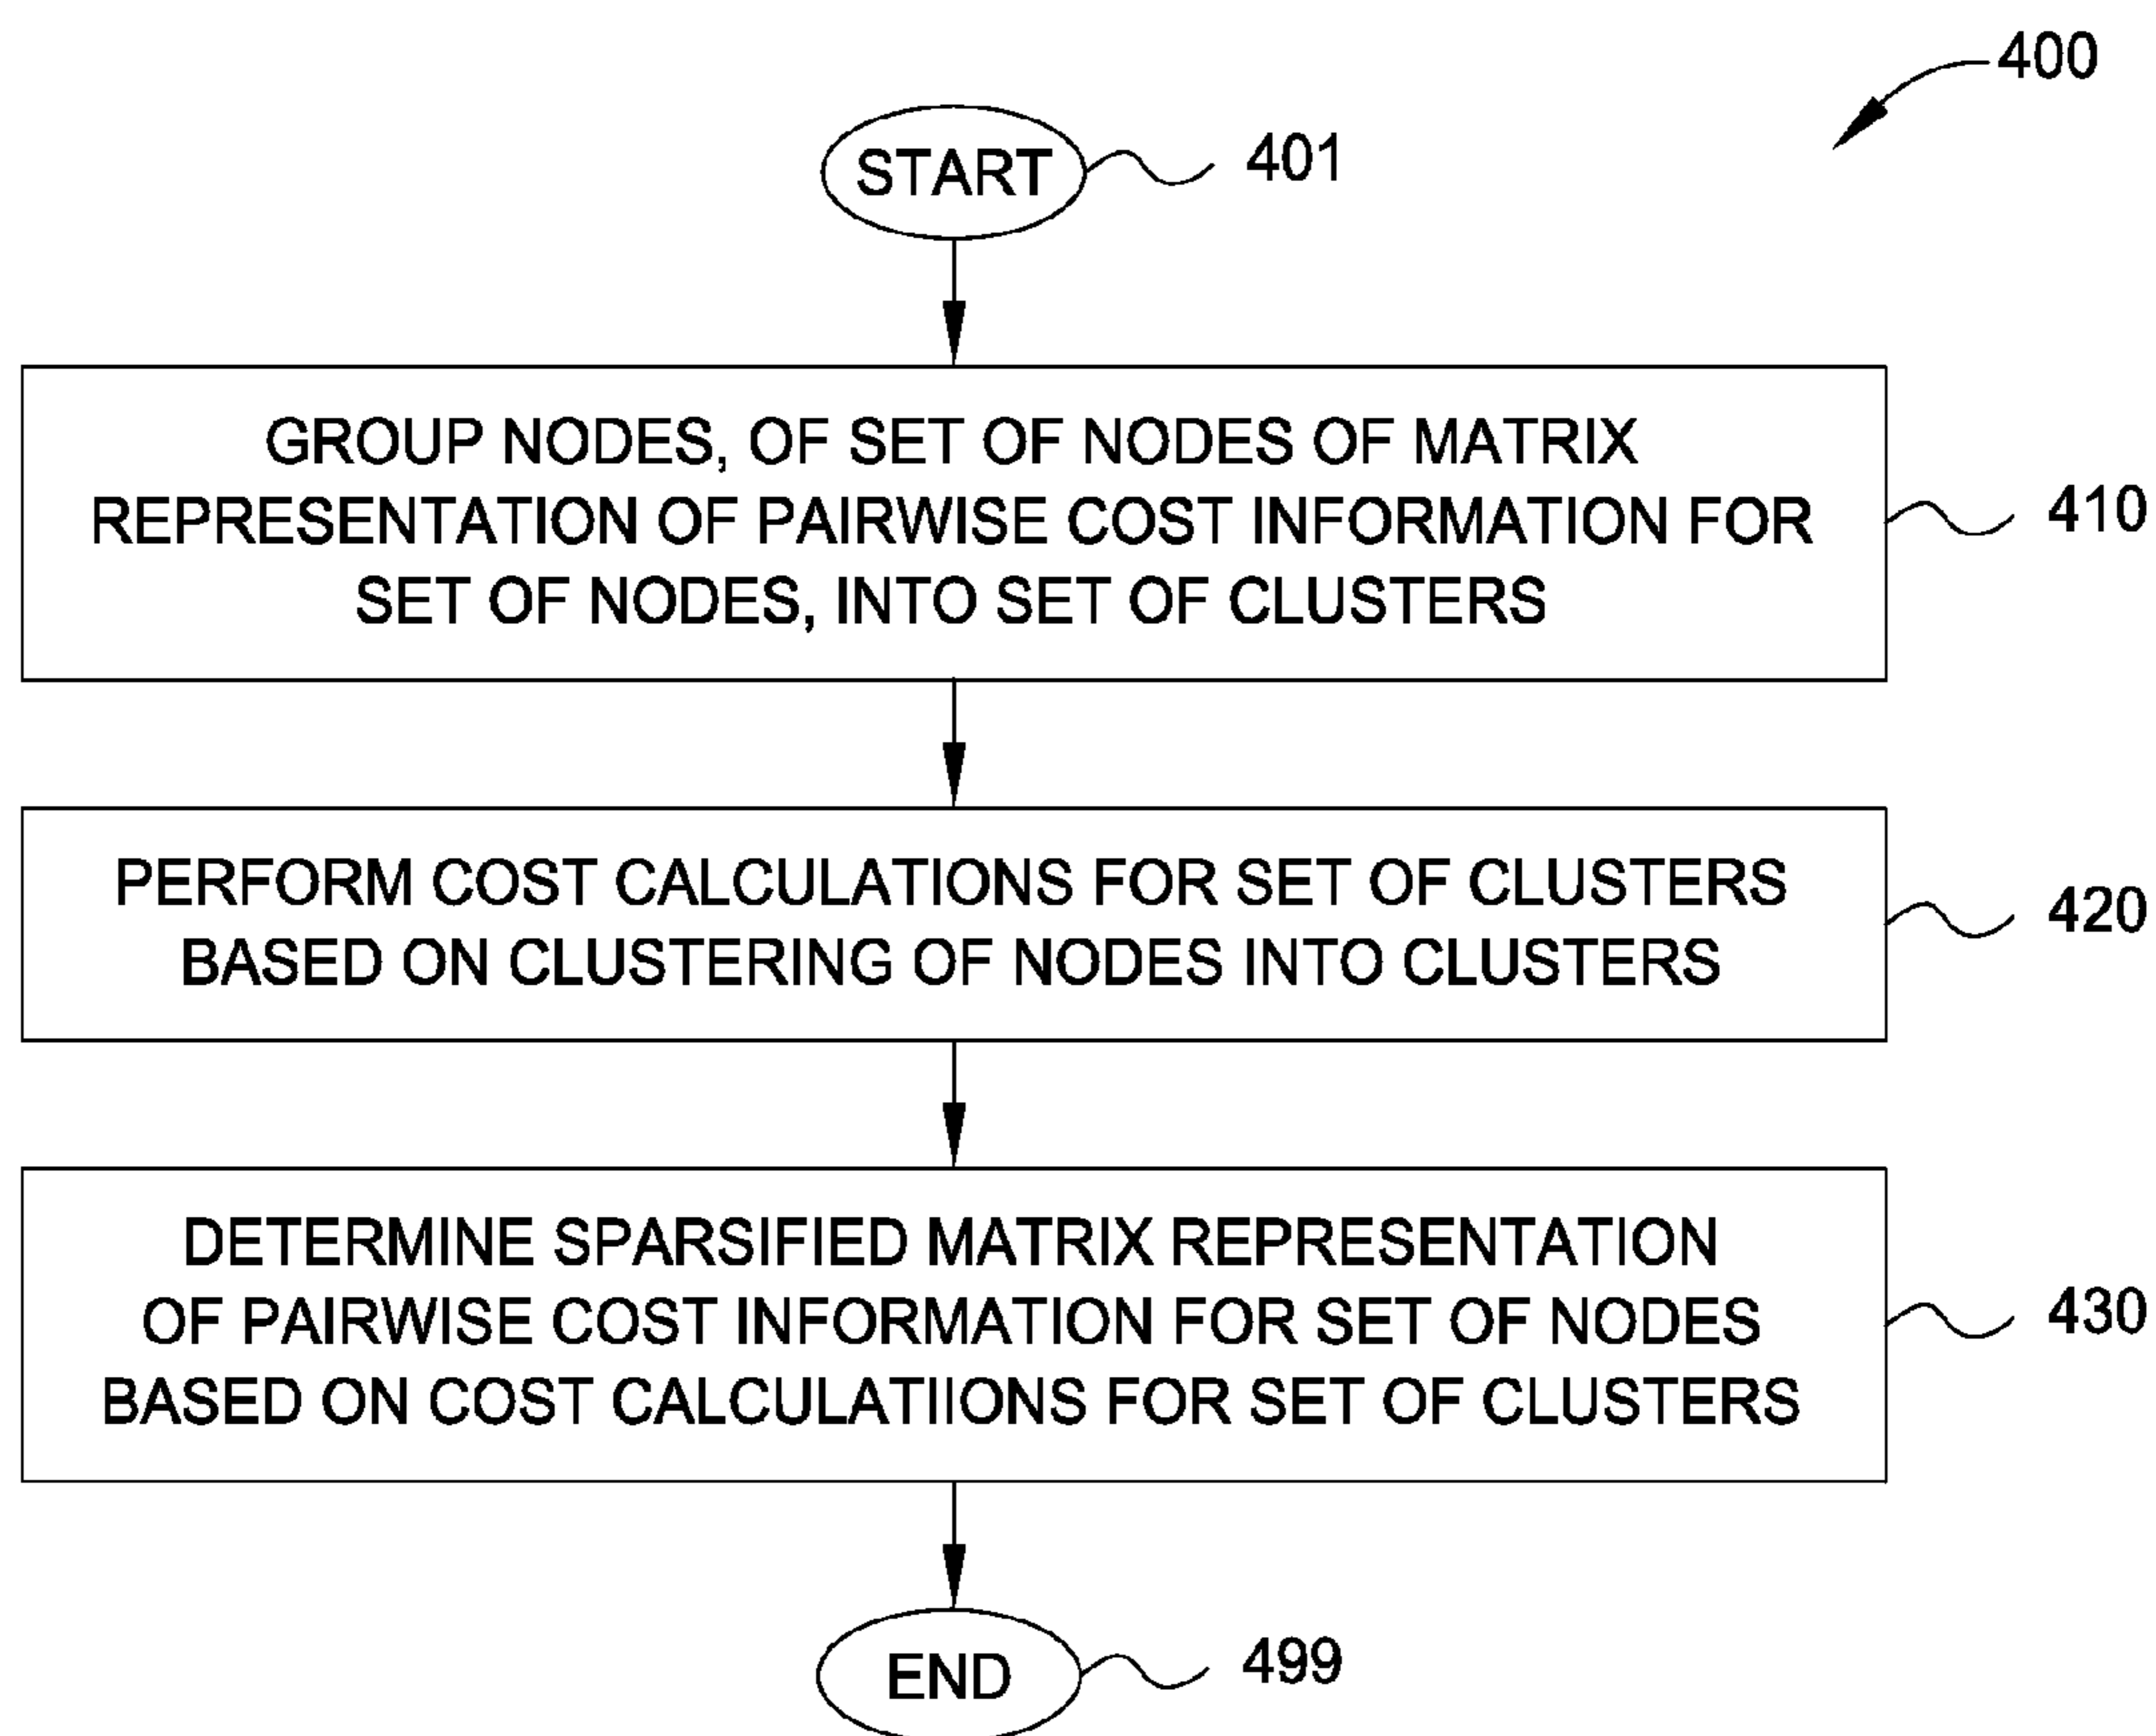 400
START
401
GROUP NODES, OF SET OF NODES OF MATRIX
REPRESENTATION OF PAIRWISE COST INFORMATION FOR
SET OF NODES, INTO SET OF CLUSTERS
410
PERFORM COST CALCULATIONS FOR SET OF CLUSTERS
BASED ON CLUSTERING OF NODES INTO CLUSTERS
420
DETERMINE SPARSIFIED MATRIX REPRESENTATION
OF PAIRWISE COST INFORMATION FOR SET OF NODES
BASED ON COST CALCULATIIONS FOR SET OF CLUSTERS
430
END
499